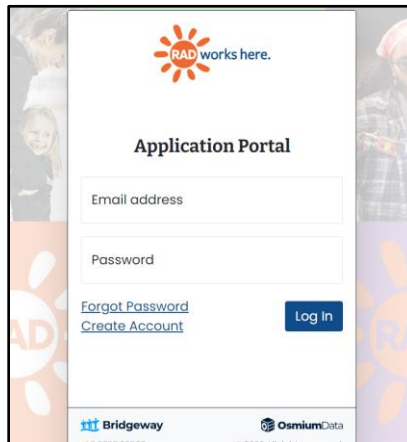 RAD works here.
Application Portal
Email address
Password
Forgot Password
Create Account
Log In
Bridgeway
OsmiumData